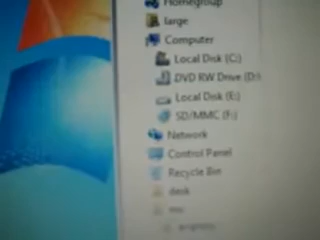 Homegroup
large
Computer
Local Disk (C:)
DVD RW Drive (D:)
Local Disk (E:)
SD/MMC (F:)
Network
Control Panel
Recycle Bin
desk